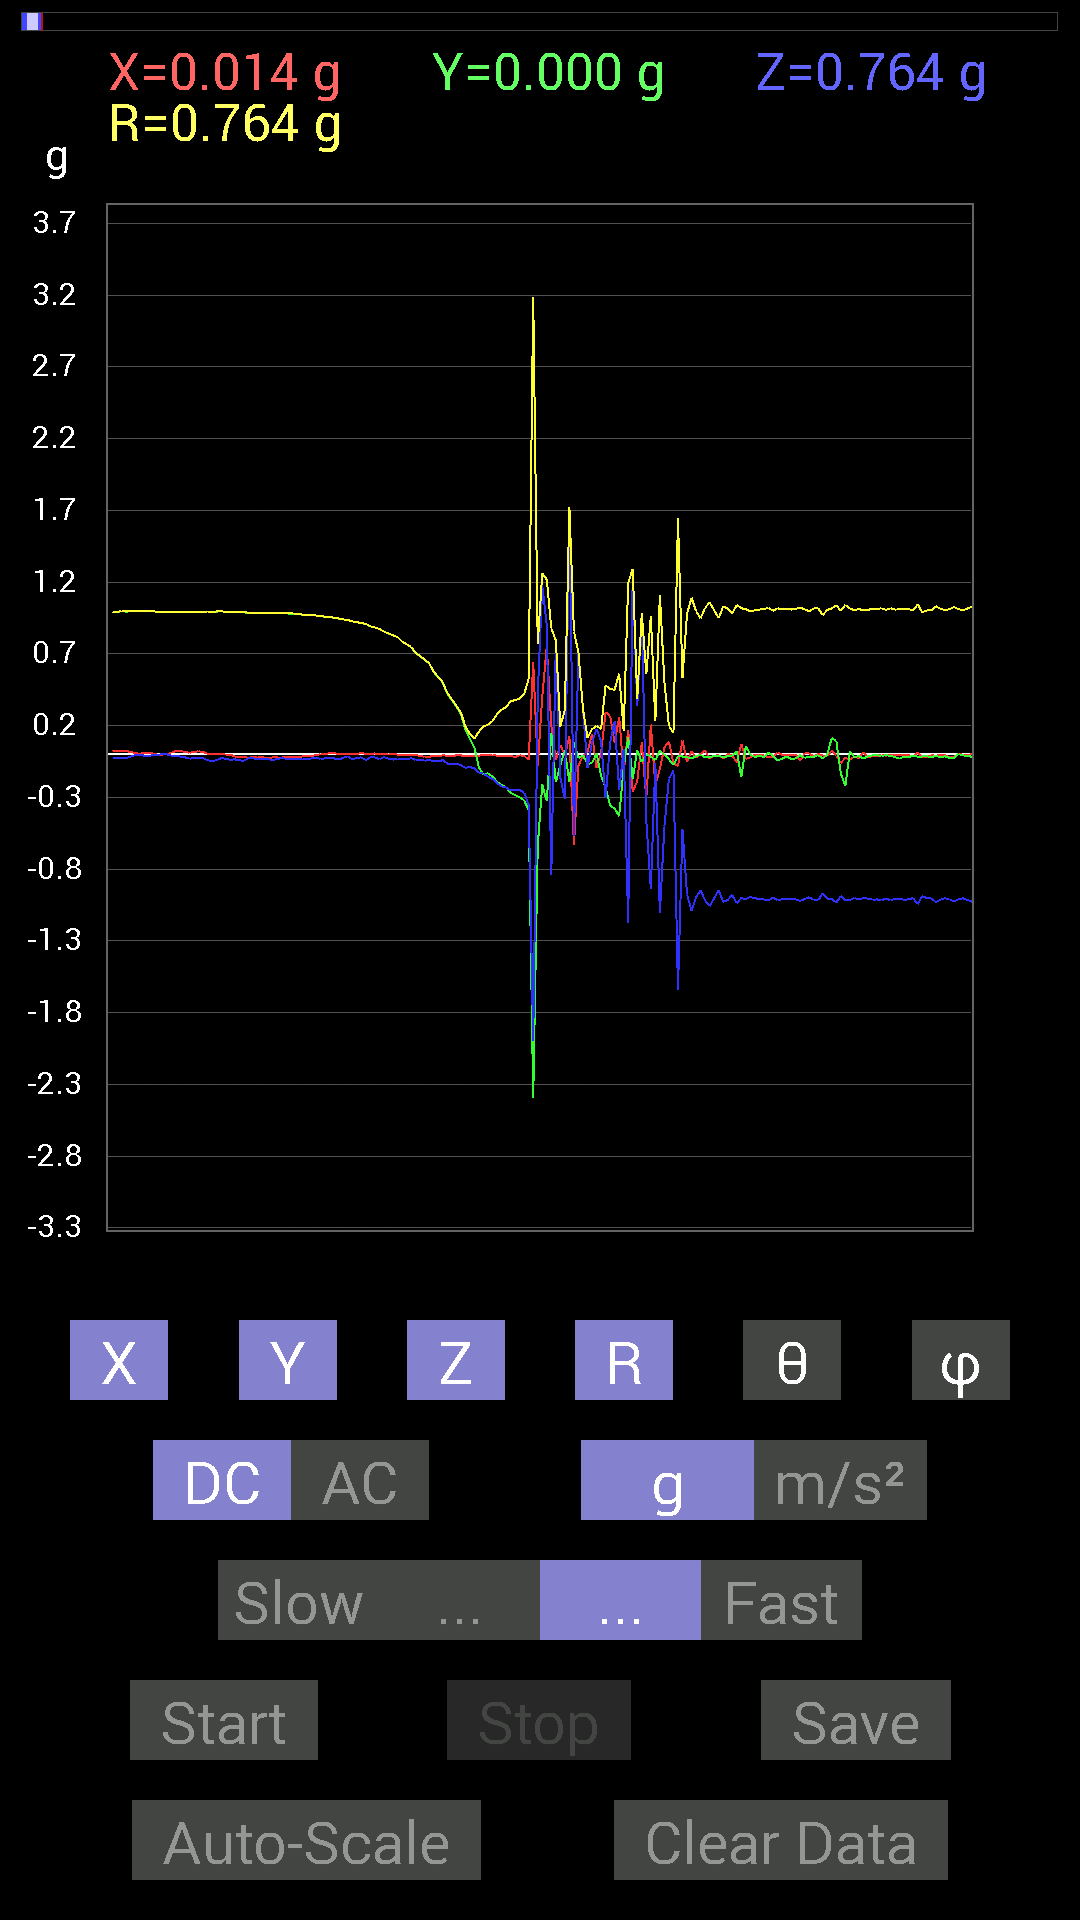 X=0.014 g Y=0.000 g Z=0.764 g
R=0.764 g
g
3.7
3.2
2.7
2.2
1.7
1.2
0.7
0.2
-0.3
-0.8
-1.3
-1.8
-2.3
-2.8
-3.3
X Y Z R θ φ
DC AC g m/s²
Slow ... ... Fast
Start Stop Save
Auto-Scale Clear Data